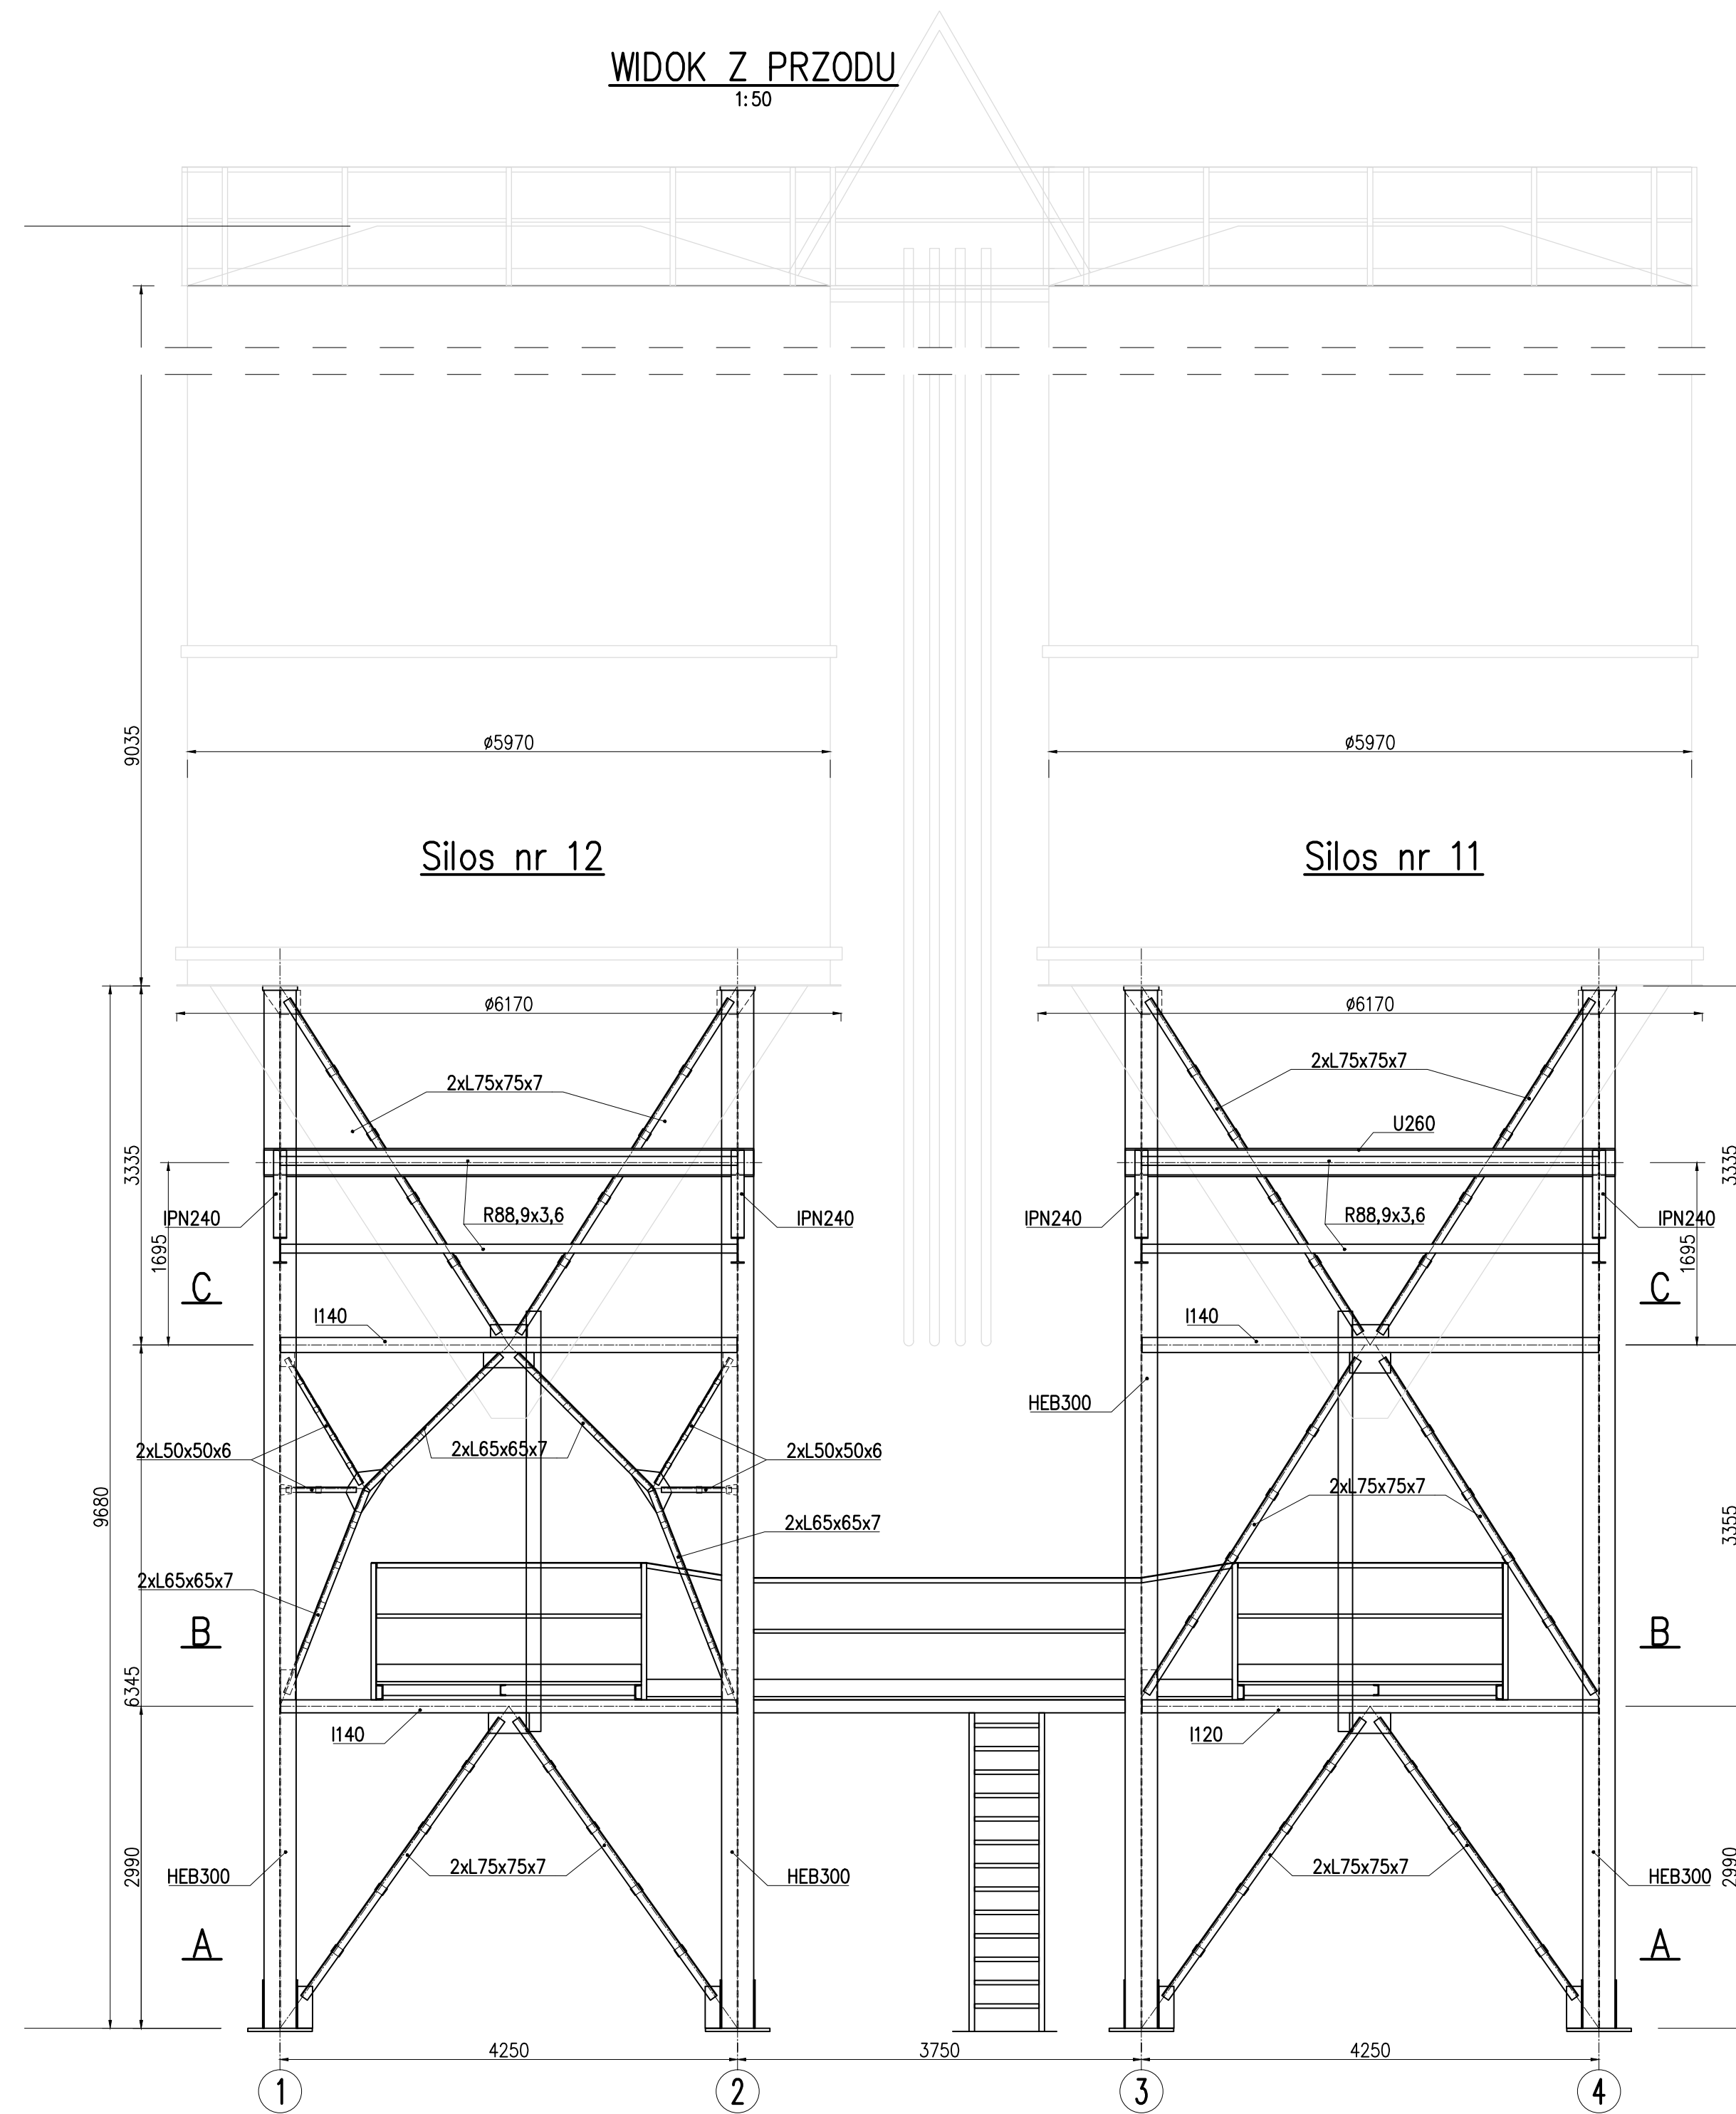 WIDOK Z PRZODU
1:50
9035
ø5970
ø5970
Silos nr 12
Silos nr 11
ø6170
ø6170
2xL75x75x7
2xL75x75x7
U260
3335
3335
IPN240
R88,9x3,6
IPN240
IPN240
R88,9x3,6
IPN240
1695
1695
C
C
I140
I140
HEB300
2xL50x50x6
2xL65x65x7
2xL50x50x6
2xL75x75x7
9680
2xL65x65x7
3355
2xL65x65x7
B
B
6345
I140
I120
2990
2990
HEB300
2xL75x75x7
HEB300
2xL75x75x7
HEB300
A
A
4250
3750
4250
1
2
3
4